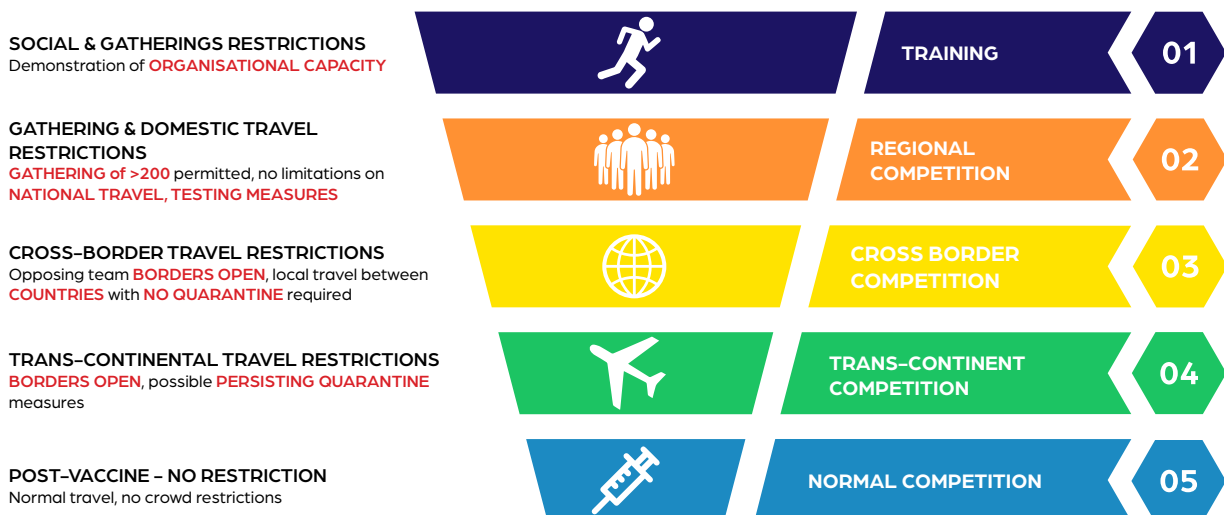 SOCIAL & GATHERINGS RESTRICTIONS
Demonstration of ORGANISATIONAL CAPACITY
TRAINING
01
GATHERING & DOMESTIC TRAVEL
RESTRICTIONS
GATHERING of >200 permitted, no limitations on
NATIONAL TRAVEL, TESTING MEASURES
REGIONAL
COMPETITION
02
CROSS-BORDER TRAVEL RESTRICTIONS
Opposing team BORDERS OPEN, local travel between
COUNTRIES with NO QUARANTINE required
CROSS BORDER
COMPETITION
03
TRANS-CONTINENTAL TRAVEL RESTRICTIONS
BORDERS OPEN, possible PERSISTING QUARANTINE
measures
TRANS-CONTINENT
COMPETITION
04
POST-VACCINE - NO RESTRICTION
Normal travel, no crowd restrictions
NORMAL COMPETITION
05